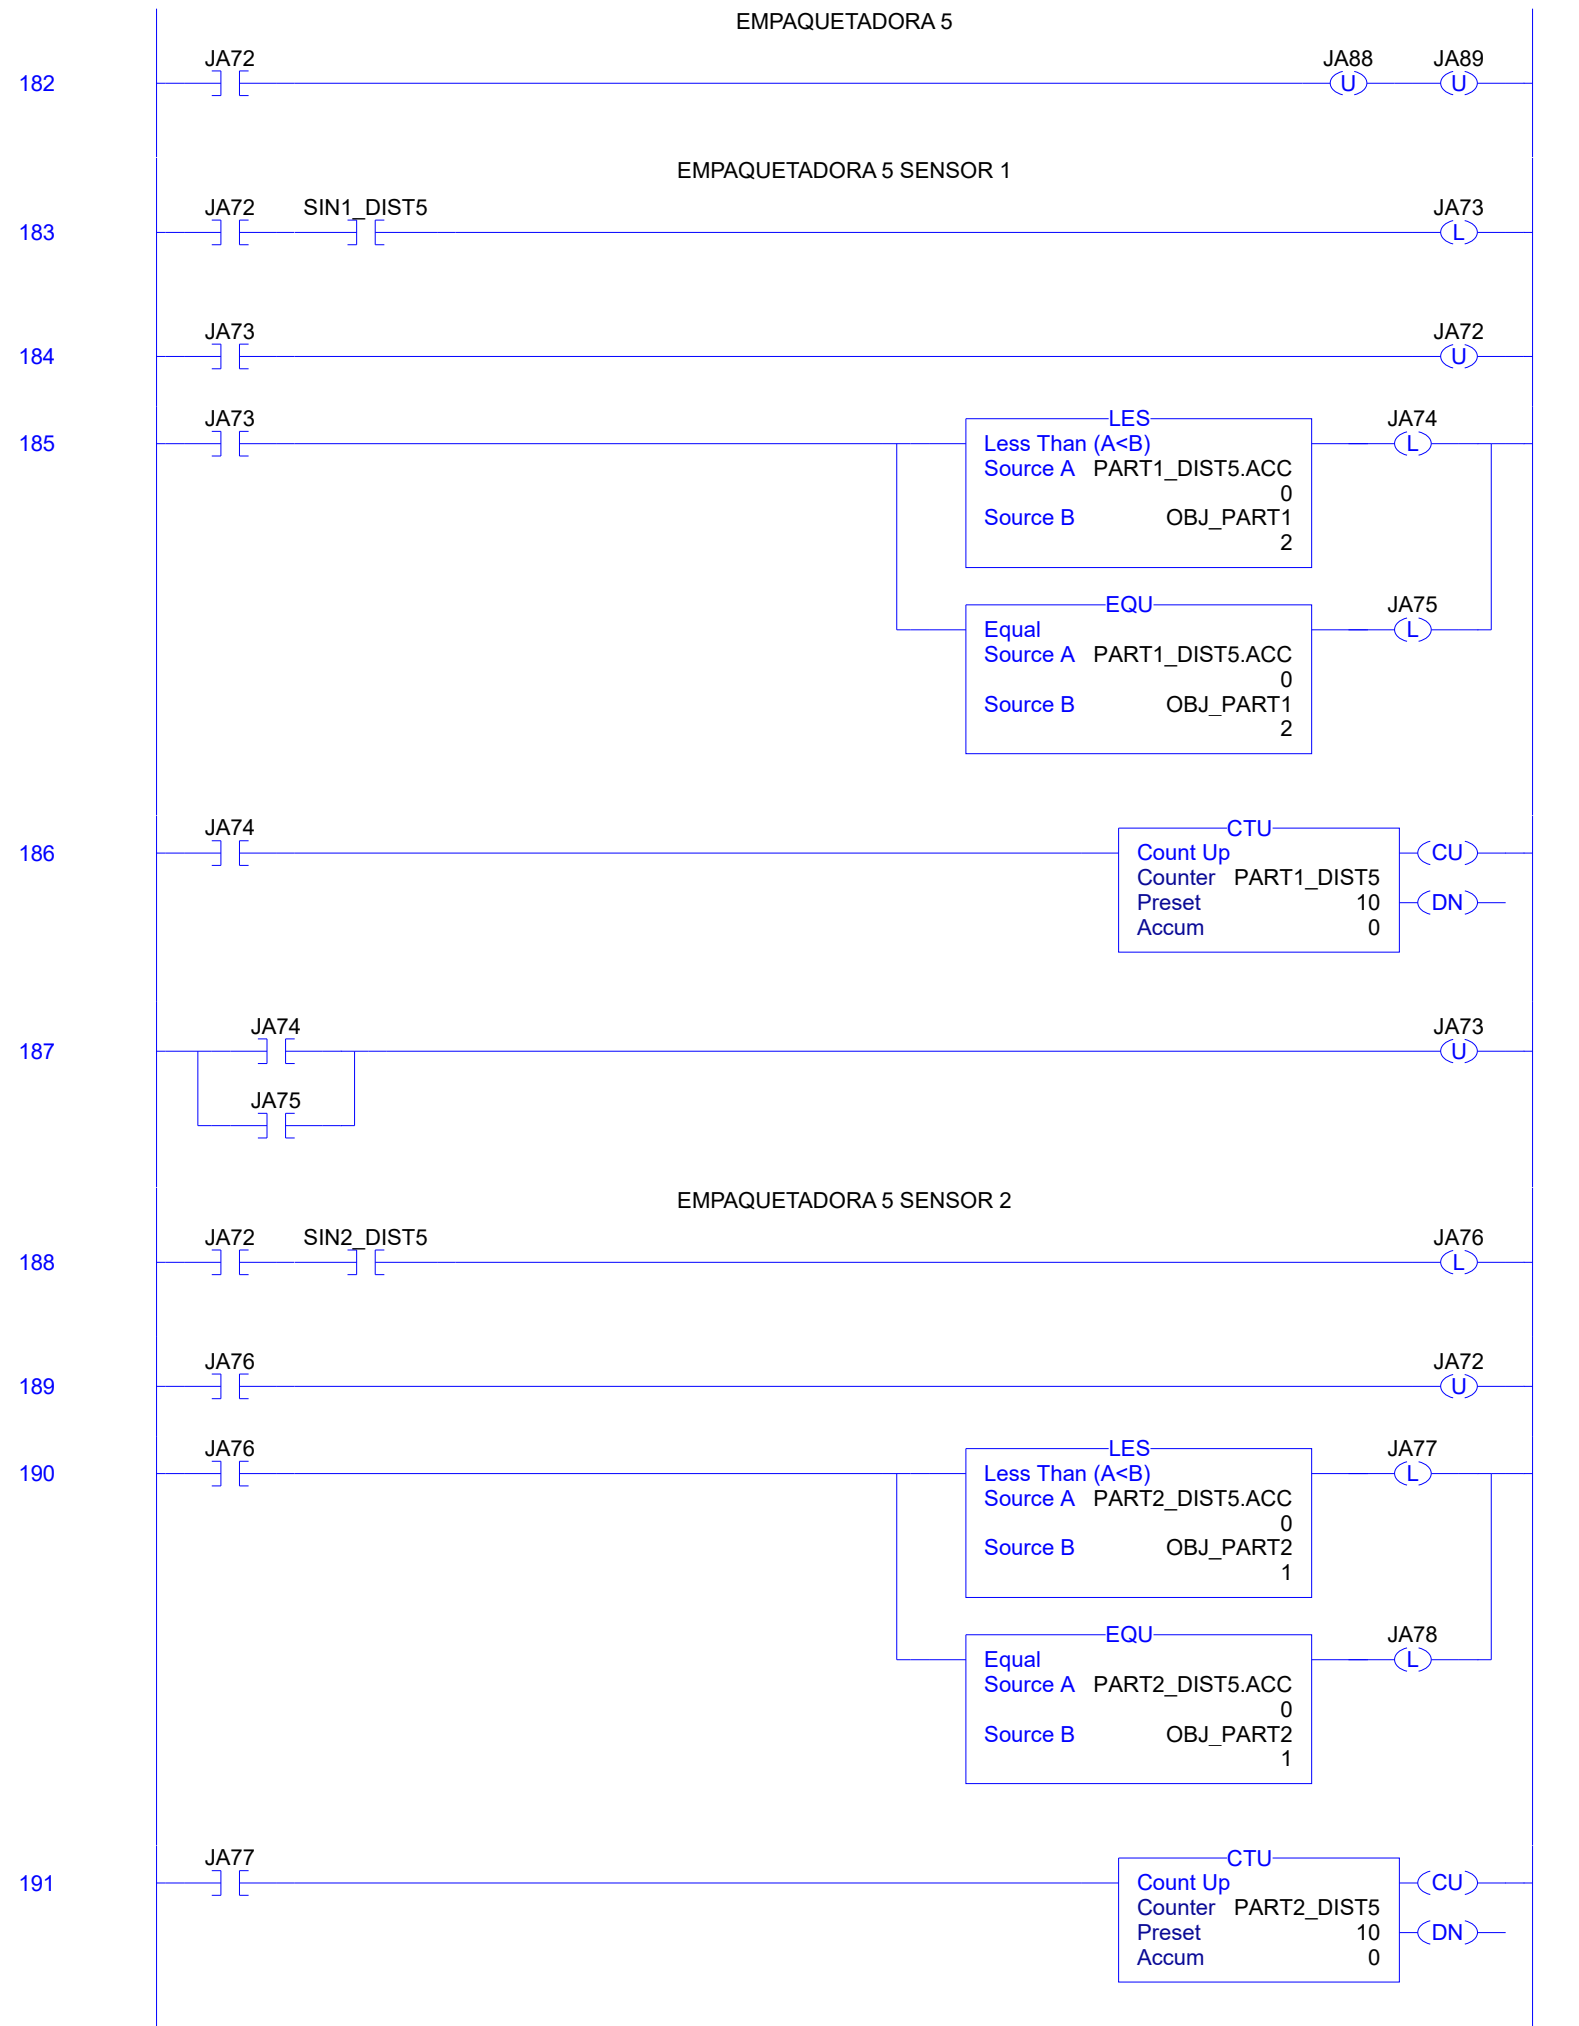 EMPAQUETADORA 5
JA72 JA88 JA89
182 U U
EMPAQUETADORA 5 SENSOR 1
JA72 SIN1_DIST5 JA73
183 L
JA73 JA72
184 U
JA73 LES JA74
185 Less Than (A<B) L
Source A PART1_DIST5.ACC
0
Source B OBJ_PART1
2
EQU JA75
Equal L
Source A PART1_DIST5.ACC
0
Source B OBJ_PART1
2
JA74 CTU
186 Count Up CU
Counter PART1_DIST5
Preset 10 DN
Accum 0
JA74 JA73
187 U
JA75
EMPAQUETADORA 5 SENSOR 2
JA72 SIN2_DIST5 JA76
188 L
JA76 JA72
189 U
JA76 LES JA77
190 Less Than (A<B) L
Source A PART2_DIST5.ACC
0
Source B OBJ_PART2
1
EQU JA78
Equal L
Source A PART2_DIST5.ACC
0
Source B OBJ_PART2
1
JA77 CTU
191 Count Up CU
Counter PART2_DIST5
Preset 10 DN
Accum 0